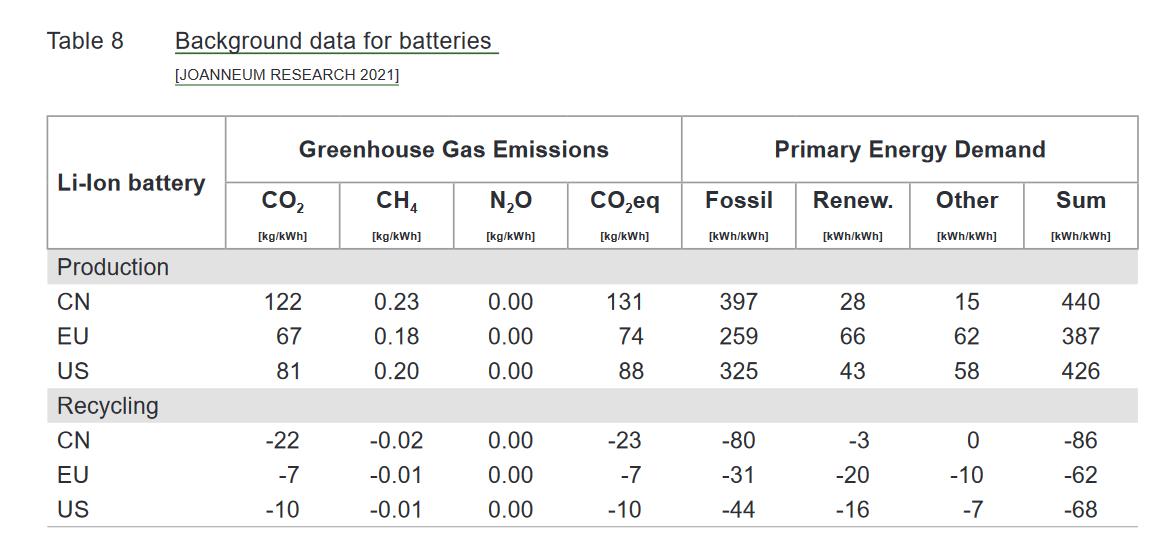 Table 8 Background data for batteries
[JOANNEUM RESEARCH 2021]
Li-Ion battery Greenhouse Gas Emissions Primary Energy Demand
CO₂ CH₄ N₂O CO₂eq Fossil Renew. Other Sum
[kg/kWh] [kg/kWh] [kg/kWh] [kg/kWh] [kWh/kWh] [kWh/kWh] [kWh/kWh] [kWh/kWh]
Production
CN 122 0.23 0.00 131 397 28 15 440
EU 67 0.18 0.00 74 259 66 62 387
US 81 0.20 0.00 88 325 43 58 426
Recycling
CN -22 -0.02 0.00 -23 -80 -3 0 -86
EU -7 -0.01 0.00 -7 -31 -20 -10 -62
US -10 -0.01 0.00 -10 -44 -16 -7 -68